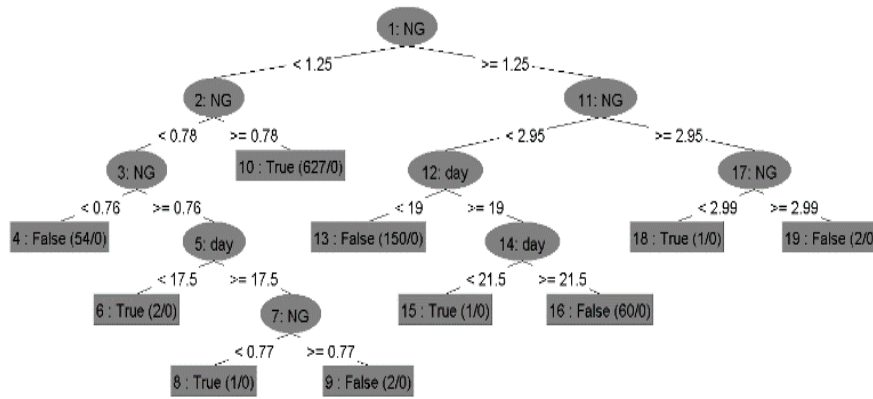 1: NG
< 1.25 >= 1.25
2: NG 11: NG
< 0.78 >= 0.78 < 2.95 >= 2.95
3: NG 10 : True (627/0) 12: day 17: NG
< 0.76 >= 0.76 < 19 >= 19 < 2.99 >= 2.99
4 : False (54/0) 5: day 13 : False (150/0) 14: day 18 : True (1/0) 19 : False (2/0
< 17.5 >= 17.5 < 21.5 >= 21.5
6 : True (2/0) 7: NG 15 : True (1/0) 16 : False (60/0)
< 0.77 >= 0.77
8 : True (1/0) 9 : False (2/0)